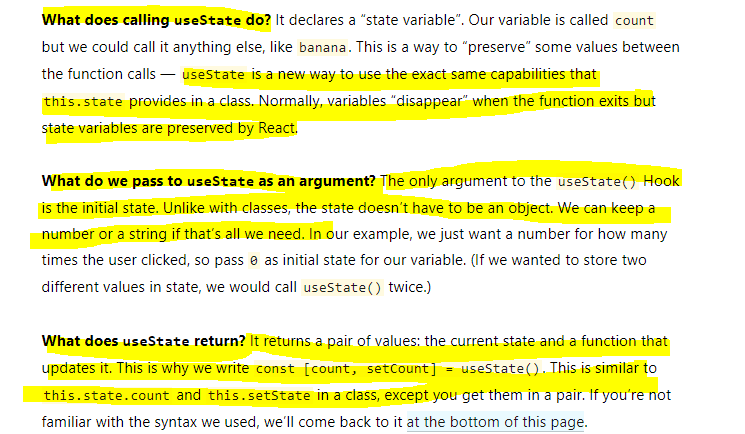 What does calling useState do? It declares a “state variable”. Our variable is called count
but we could call it anything else, like banana. This is a way to “preserve” some values between
the function calls — useState is a new way to use the exact same capabilities that
this.state provides in a class. Normally, variables “disappear” when the function exits but
state variables are preserved by React.
What do we pass to useState as an argument? The only argument to the useState() Hook
is the initial state. Unlike with classes, the state doesn’t have to be an object. We can keep a
number or a string if that’s all we need. In our example, we just want a number for how many
times the user clicked, so pass 0 as initial state for our variable. (If we wanted to store two
different values in state, we would call useState() twice.)
What does useState return? It returns a pair of values: the current state and a function that
updates it. This is why we write const [count, setCount] = useState(). This is similar to
this.state.count and this.setState in a class, except you get them in a pair. If you’re not
familiar with the syntax we used, we’ll come back to it at the bottom of this page.